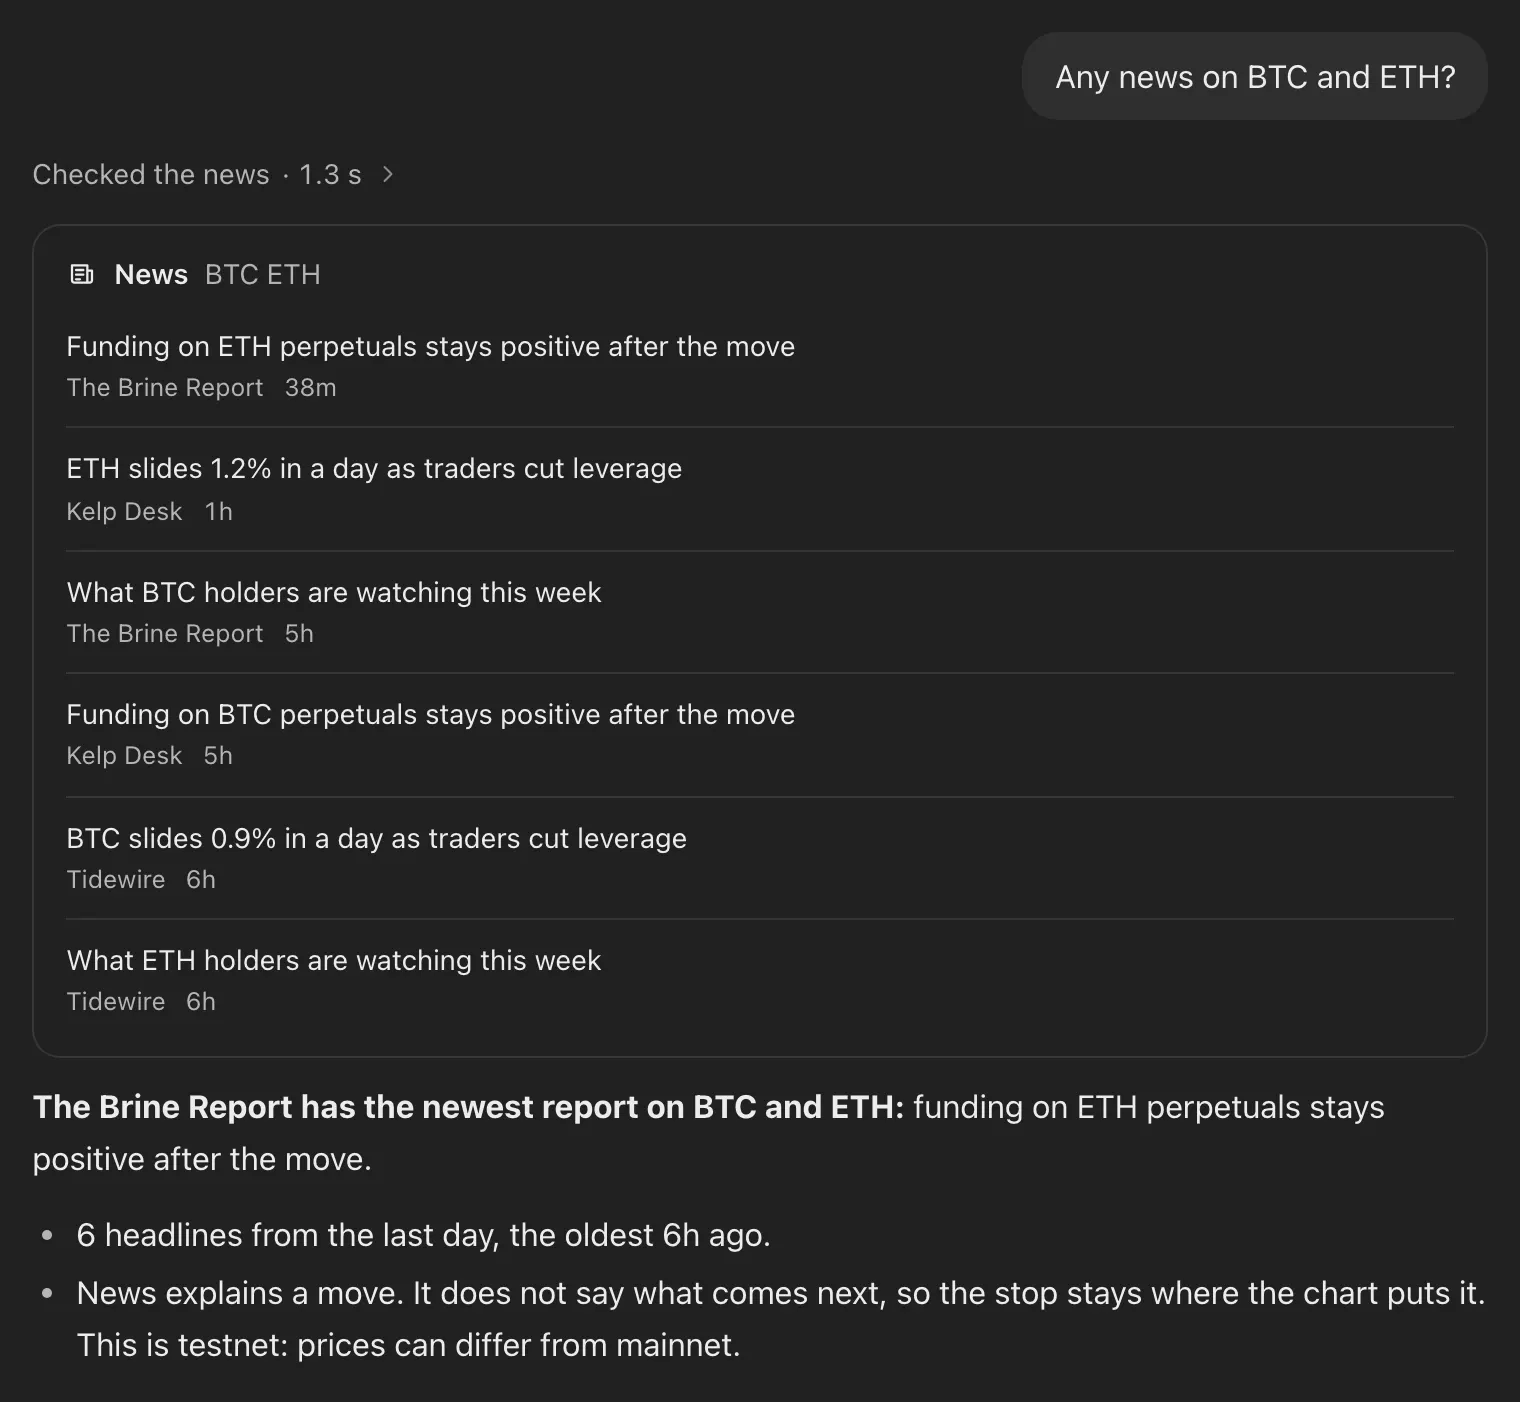 Any news on BTC and ETH?
Checked the news · 1.3 s
News BTC ETH
Funding on ETH perpetuals stays positive after the move
The Brine Report 38m
ETH slides 1.2% in a day as traders cut leverage
Kelp Desk 1h
What BTC holders are watching this week
The Brine Report 5h
Funding on BTC perpetuals stays positive after the move
Kelp Desk 5h
BTC slides 0.9% in a day as traders cut leverage
Tidewire 6h
What ETH holders are watching this week
Tidewire 6h
The Brine Report has the newest report on BTC and ETH: funding on ETH perpetuals stays
positive after the move.
• 6 headlines from the last day, the oldest 6h ago.
• News explains a move. It does not say what comes next, so the stop stays where the chart puts it.
This is testnet: prices can differ from mainnet.